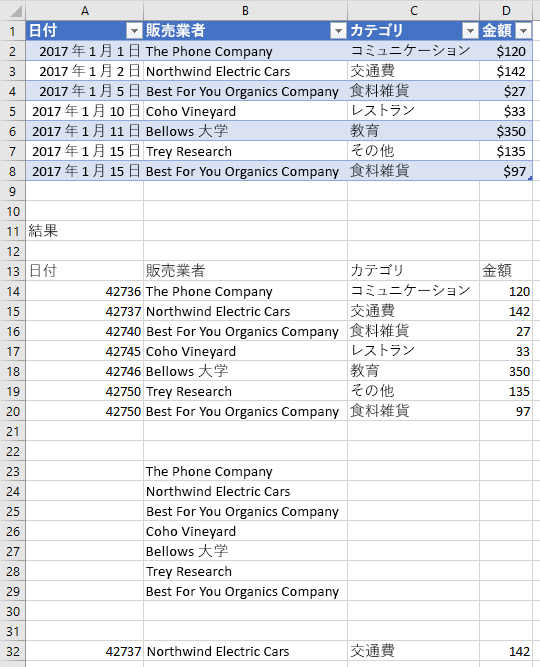 A B C D
1 日付 販売業者 カテゴリ 金額
2 2017 年 1 月 1 日 The Phone Company コミュニケーション $120
3 2017 年 1 月 2 日 Northwind Electric Cars 交通費 $142
4 2017 年 1 月 5 日 Best For You Organics Company 食料雑貨 $27
5 2017 年 1 月 10 日 Coho Vineyard レストラン $33
6 2017 年 1 月 11 日 Bellows 大学 教育 $350
7 2017 年 1 月 15 日 Trey Research その他 $135
8 2017 年 1 月 15 日 Best For You Organics Company 食料雑貨 $97
9
10
11 結果
12
13 日付 販売業者 カテゴリ 金額
14 42736 The Phone Company コミュニケーション 120
15 42737 Northwind Electric Cars 交通費 142
16 42740 Best For You Organics Company 食料雑貨 27
17 42745 Coho Vineyard レストラン 33
18 42746 Bellows 大学 教育 350
19 42750 Trey Research その他 135
20 42750 Best For You Organics Company 食料雑貨 97
21
22
23 The Phone Company
24 Northwind Electric Cars
25 Best For You Organics Company
26 Coho Vineyard
27 Bellows 大学
28 Trey Research
29 Best For You Organics Company
30
31
32 42737 Northwind Electric Cars 交通費 142